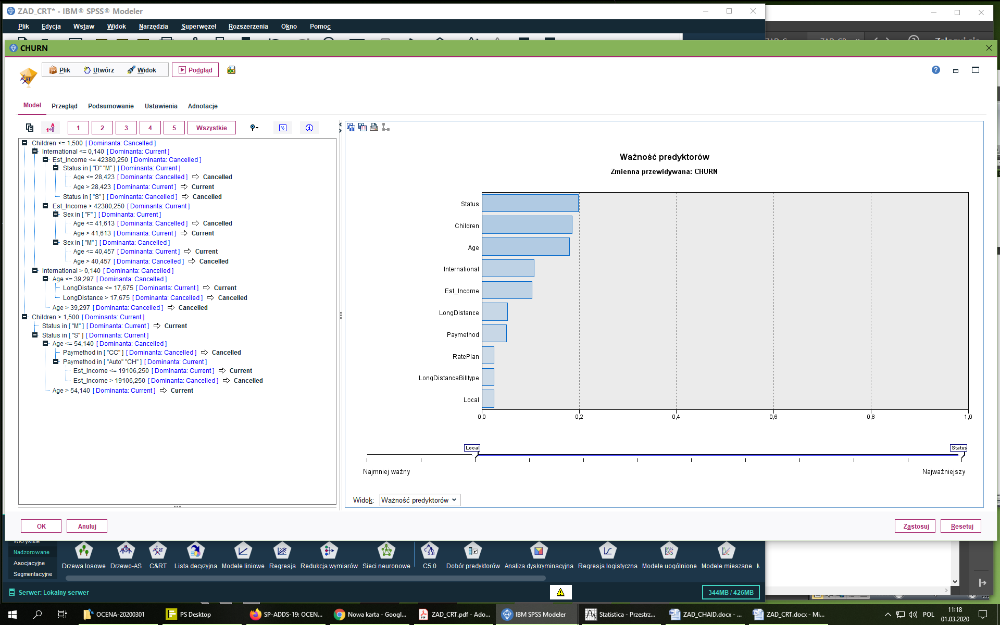 ZAD_CRT* - IBM® SPSS® Modeler
Plik Edycja Wstaw Widok Narzędzia Superwęzeł Rozszerzenia Okno Pomoc
CHURN
Plik Utwórz Widok Podgląd
Model Przegląd Podsumowanie Ustawienia Adnotacje
1 2 3 4 5 Wszystkie
Children <= 1,500 [ Dominanta: Cancelled ]
International <= 0,140 [ Dominanta: Current ]
Est_Income <= 42380,250 [ Dominanta: Cancelled ]
Status in [ "D" "M" ] [ Dominanta: Current ]
Age <= 28,423 [ Dominanta: Cancelled ] ⇨ Cancelled
Age > 28,423 [ Dominanta: Current ] ⇨ Current
Status in [ "S" ] [ Dominanta: Cancelled ] ⇨ Cancelled
Est_Income > 42380,250 [ Dominanta: Current ]
Sex in [ "F" ] [ Dominanta: Current ]
Age <= 41,613 [ Dominanta: Cancelled ] ⇨ Cancelled
Age > 41,613 [ Dominanta: Current ] ⇨ Current
Sex in [ "M" ] [ Dominanta: Cancelled ]
Age <= 40,457 [ Dominanta: Current ] ⇨ Current
Age > 40,457 [ Dominanta: Cancelled ] ⇨ Cancelled
International > 0,140 [ Dominanta: Cancelled ]
Age <= 39,297 [ Dominanta: Cancelled ]
LongDistance <= 17,675 [ Dominanta: Current ] ⇨ Current
LongDistance > 17,675 [ Dominanta: Cancelled ] ⇨ Cancelled
Age > 39,297 [ Dominanta: Cancelled ] ⇨ Cancelled
Children > 1,500 [ Dominanta: Current ]
Status in [ "M" ] [ Dominanta: Current ] ⇨ Current
Status in [ "S" ] [ Dominanta: Current ]
Age <= 54,140 [ Dominanta: Cancelled ]
Paymethod in [ "CC" ] [ Dominanta: Cancelled ] ⇨ Cancelled
Paymethod in [ "Auto" "CH" ] [ Dominanta: Current ]
Est_Income <= 19106,250 [ Dominanta: Current ] ⇨ Current
Est_Income > 19106,250 [ Dominanta: Cancelled ] ⇨ Cancelled
Age > 54,140 [ Dominanta: Current ] ⇨ Current
Ważność predyktorów
Zmienna przewidywana: CHURN
Status
Children
Age
International
Est_Income
LongDistance
Paymethod
RatePlan
LongDistanceBilltype
Local
0,0 0,2 0,4 0,6 0,8 1,0
Local Status
Najmniej ważny Najważniejszy
Widok: Ważność predyktorów
OK Anuluj Zastosuj Resetuj
Wszystkie
Nadzorowane
Asocjacyjne
Segmentacyjne
Drzewa losowe Drzewo-AS C&RT Lista decyzyjna Modele liniowe Regresja Redukcja wymiarów Sieci neuronowe C5.0 Dobór predyktorów Analiza dyskryminacyjna Regresja logistyczna Modele uogólnione Modele mieszane
Serwer: Lokalny serwer 344MB / 426MB
OCENA-20200301 PS Desktop SP-ADDS-19: OCEN... Nowa karta - Googl... ZAD_CRT.pdf - Ado... IBM SPSS Modeler Statistica - Przestrz... ZAD_CHAID.docx - ... ZAD_CRT.docx - Mi... POL 11:18
01.03.2020